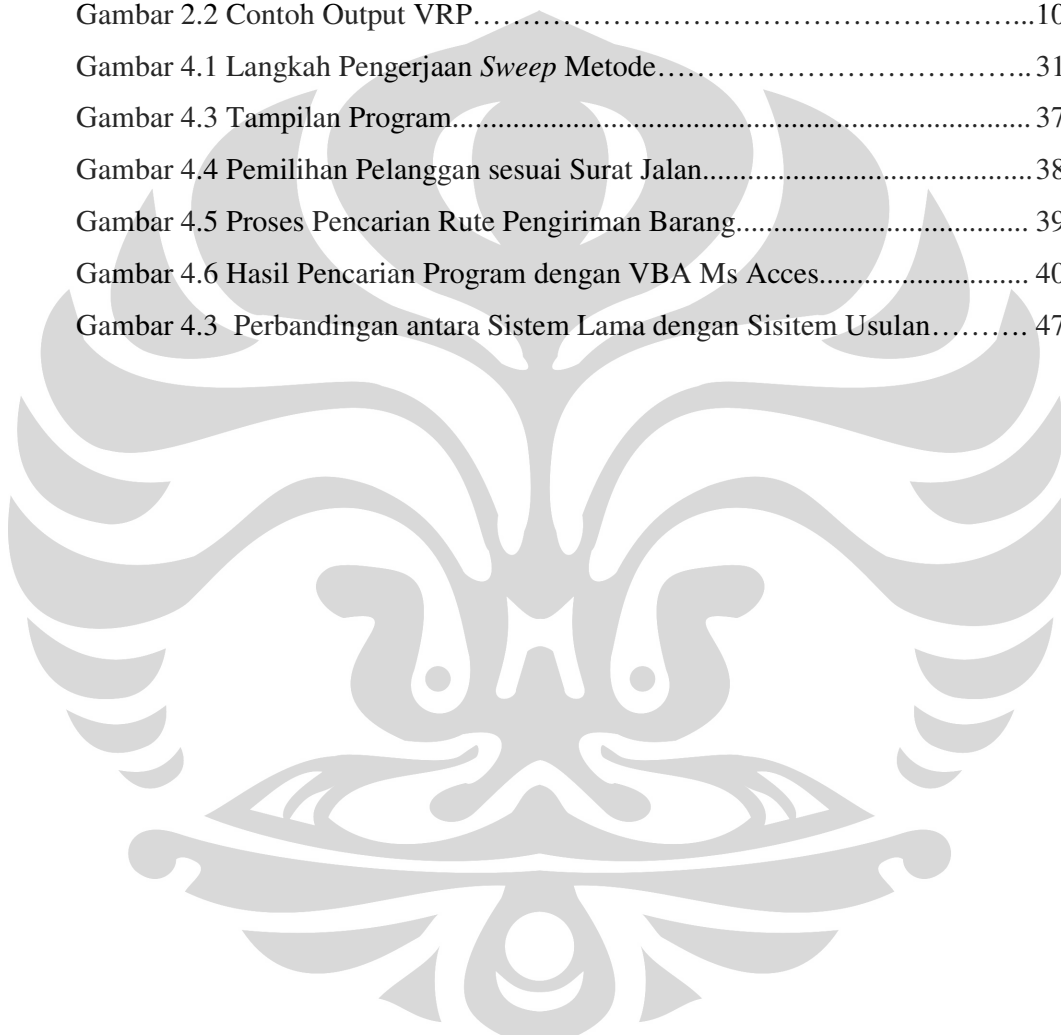 Gambar 2.2 Contoh Output VRP…………………………………………...10
Gambar 4.1 Langkah Pengerjaan Sweep Metode……………………………….. 31
Gambar 4.3 Tampilan Program............................................................................. 37
Gambar 4.4 Pemilihan Pelanggan sesuai Surat Jalan............................................ 38
Gambar 4.5 Proses Pencarian Rute Pengiriman Barang....................................... 39
Gambar 4.6 Hasil Pencarian Program dengan VBA Ms Acces............................ 40
Gambar 4.3  Perbandingan antara Sistem Lama dengan Sisitem Usulan………. 47